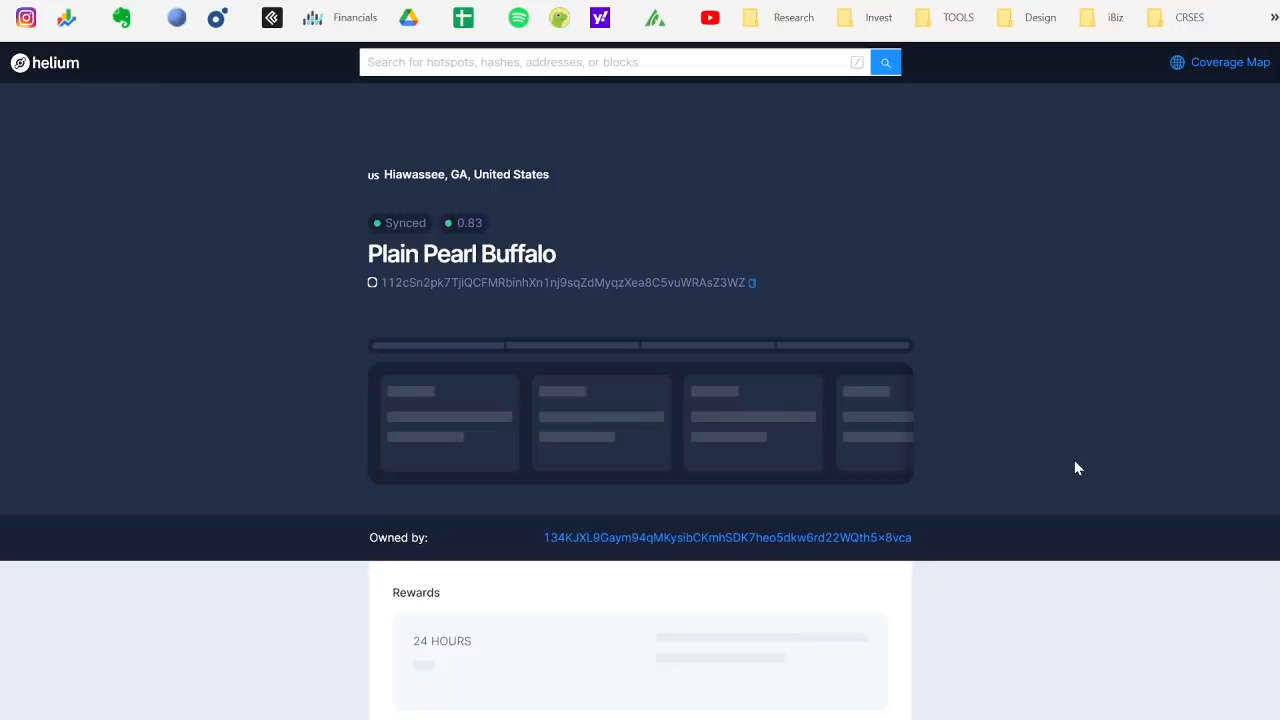 Financials
Research
Invest
TOOLS
Design
iBiz
CRSES
»
helium
Search for hotspots, hashes, addresses, or blocks
/
Coverage Map
US Hiawassee, GA, United States
Synced
0.83
Plain Pearl Buffalo
112cSn2pk7TjiQCFMRbinhXn1nj9sqZdMyqzXea8C5vuWRAsZ3WZ
Owned by:
134KJXL9Gaym94qMKysibCKmhSDK7heo5dkw6rd22WQth5x8vca
Rewards
24 HOURS